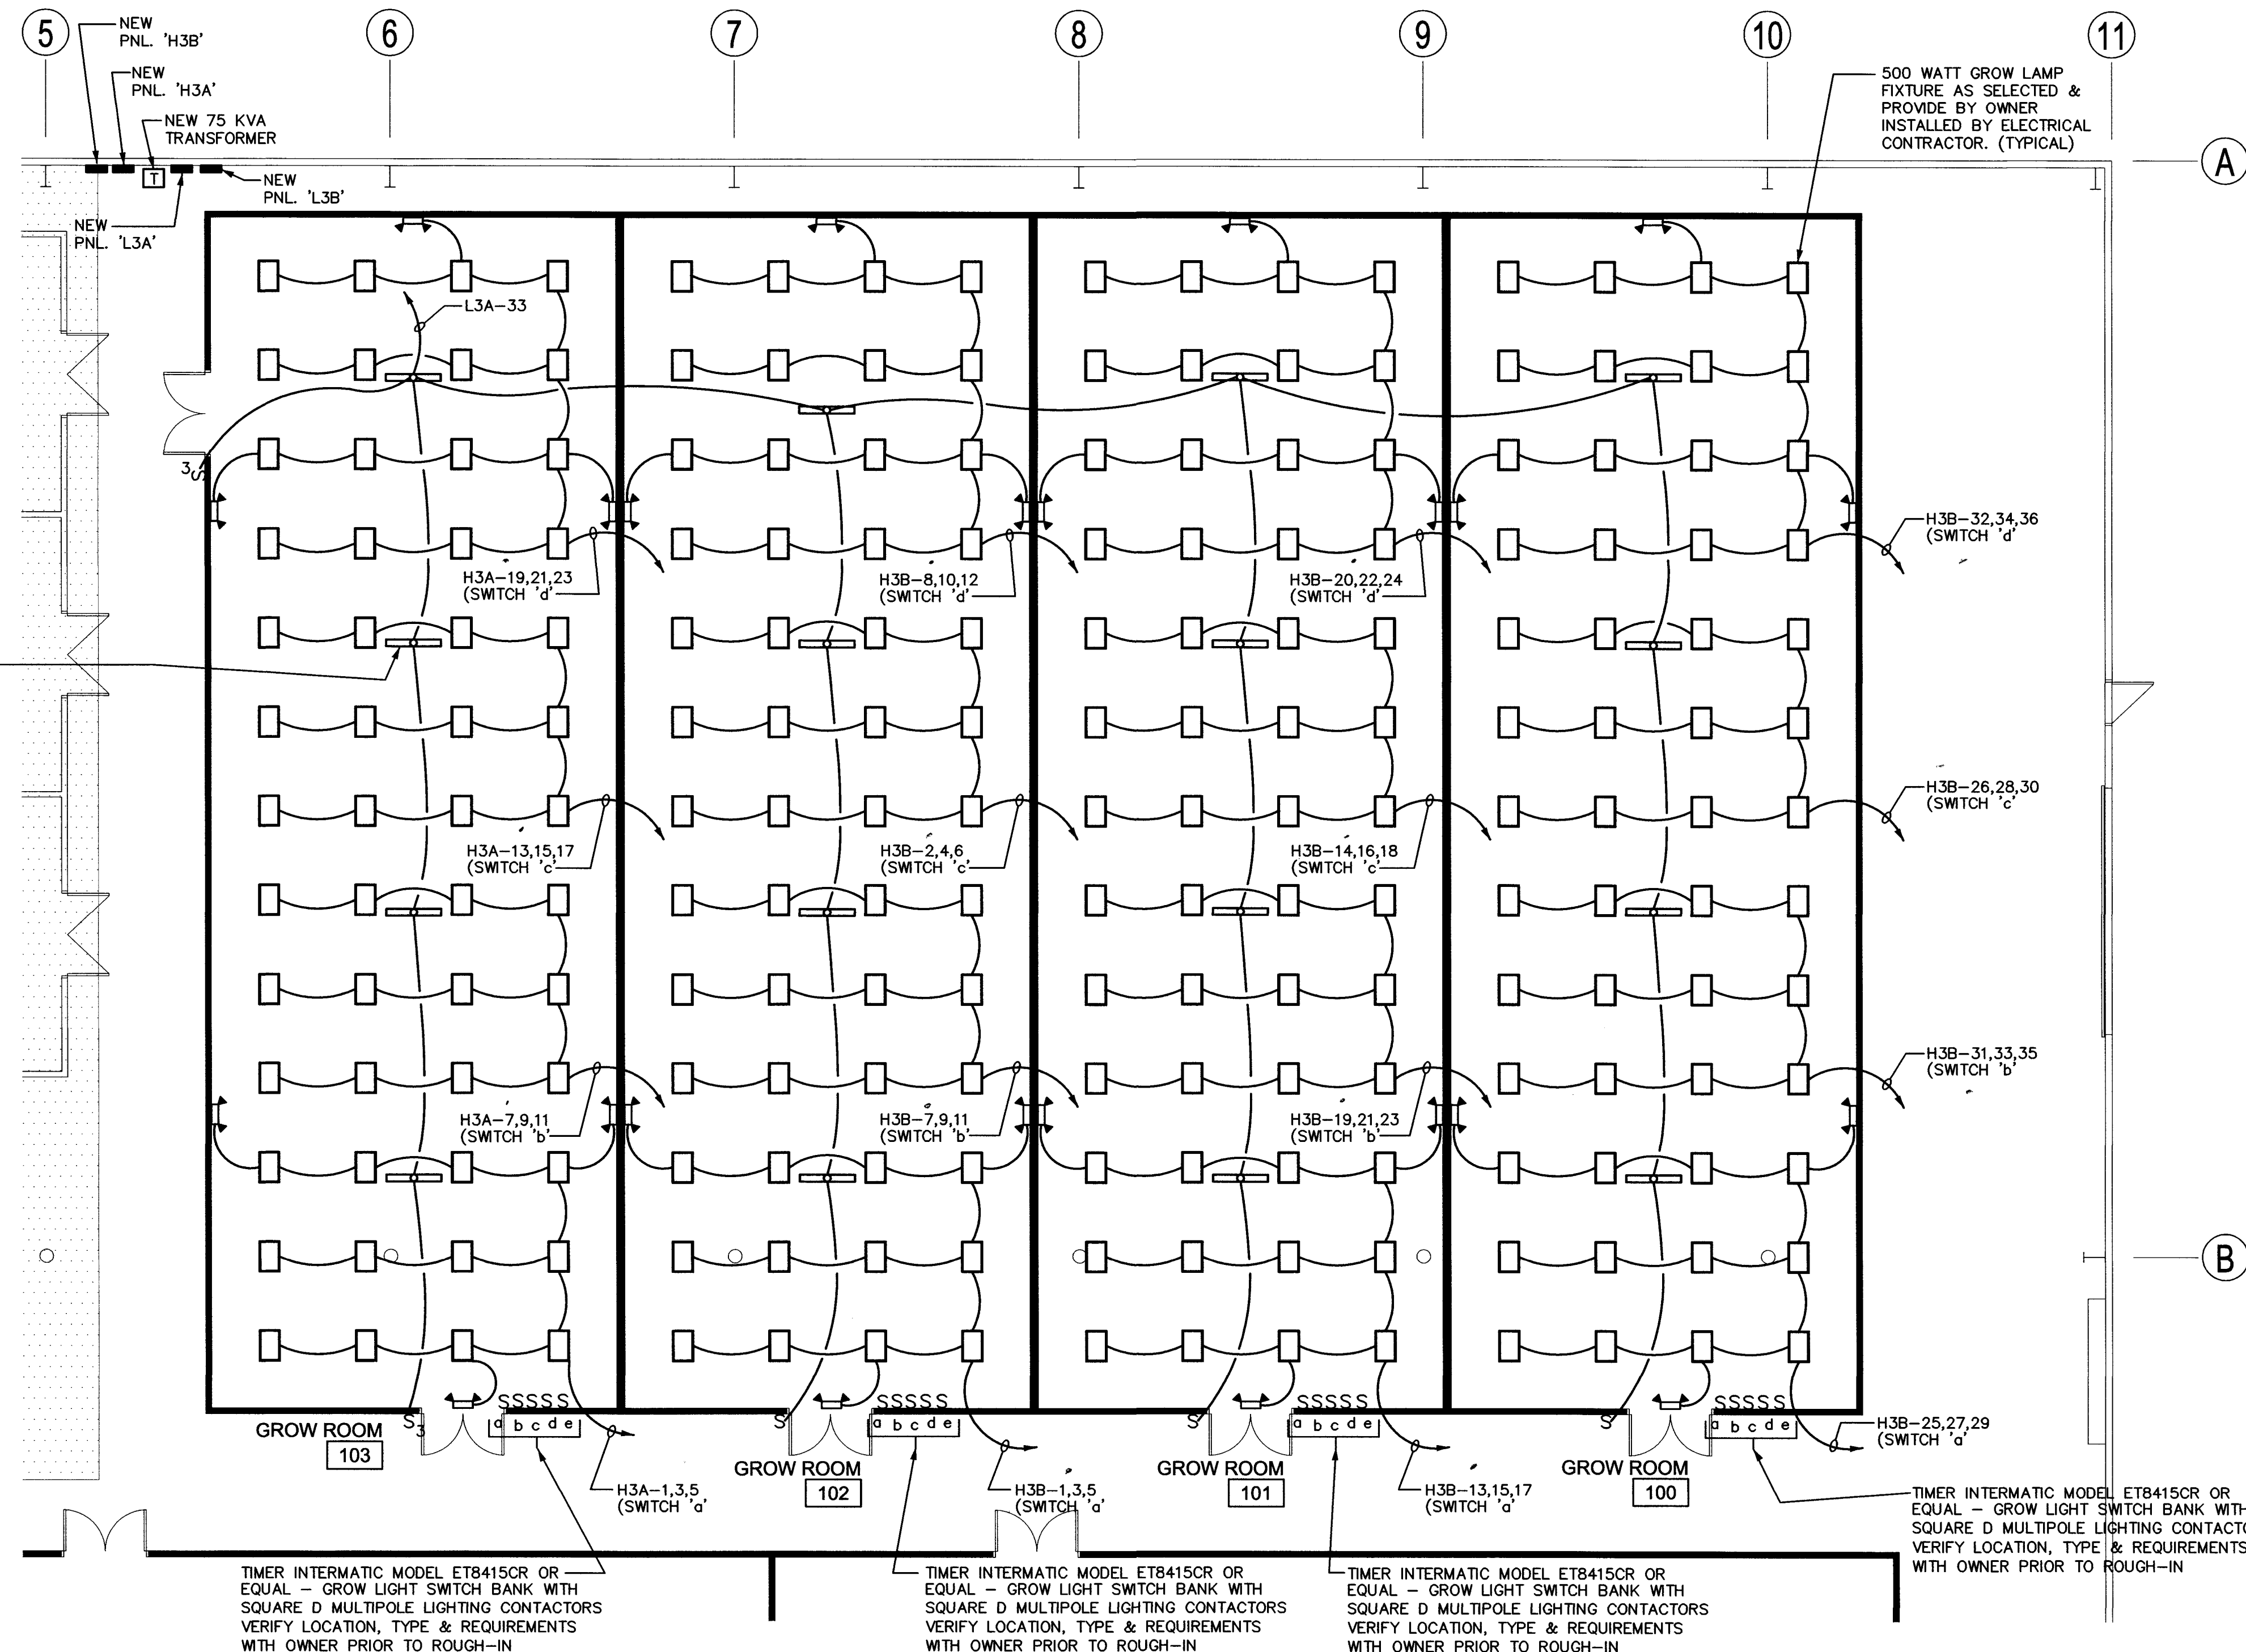 5
6
7
8
9
10
11
NEW
PNL. 'H3B'
NEW
PNL. 'H3A'
NEW 75 KVA
TRANSFORMER
T
NEW
PNL. 'L3B'
NEW
PNL. 'L3A'
500 WATT GROW LAMP
FIXTURE AS SELECTED &
PROVIDE BY OWNER
INSTALLED BY ELECTRICAL
CONTRACTOR. (TYPICAL)
A
L3A-33
3
S
H3A-19,21,23
(SWITCH 'd'
H3B-8,10,12
(SWITCH 'd'
H3B-20,22,24
(SWITCH 'd'
H3B-32,34,36
(SWITCH 'd'
H3A-13,15,17
(SWITCH 'c'
H3B-2,4,6
(SWITCH 'c'
H3B-14,16,18
(SWITCH 'c'
H3B-26,28,30
(SWITCH 'c'
H3A-7,9,11
(SWITCH 'b'
H3B-7,9,11
(SWITCH 'b'
H3B-19,21,23
(SWITCH 'b'
H3B-31,33,35
(SWITCH 'b'
B
S3
SSSSS
a b c d e
S
SSSSS
a b c d e
S
SSSSS
a b c d e
S
SSSSS
a b c d e
GROW ROOM
103
GROW ROOM
102
GROW ROOM
101
GROW ROOM
100
H3A-1,3,5
(SWITCH 'a'
H3B-1,3,5
(SWITCH 'a'
H3B-13,15,17
(SWITCH 'a'
H3B-25,27,29
(SWITCH 'a'
TIMER INTERMATIC MODEL ET8415CR OR
EQUAL – GROW LIGHT SWITCH BANK WITH
SQUARE D MULTIPOLE LIGHTING CONTACTORS
VERIFY LOCATION, TYPE & REQUIREMENTS
WITH OWNER PRIOR TO ROUGH-IN
TIMER INTERMATIC MODEL ET8415CR OR
EQUAL – GROW LIGHT SWITCH BANK WITH
SQUARE D MULTIPOLE LIGHTING CONTACTORS
VERIFY LOCATION, TYPE & REQUIREMENTS
WITH OWNER PRIOR TO ROUGH-IN
TIMER INTERMATIC MODEL ET8415CR OR
EQUAL – GROW LIGHT SWITCH BANK WITH
SQUARE D MULTIPOLE LIGHTING CONTACTORS
VERIFY LOCATION, TYPE & REQUIREMENTS
WITH OWNER PRIOR TO ROUGH-IN
TIMER INTERMATIC MODEL ET8415CR OR
EQUAL – GROW LIGHT SWITCH BANK WITH
SQUARE D MULTIPOLE LIGHTING CONTACTO
VERIFY LOCATION, TYPE & REQUIREMENTS
WITH OWNER PRIOR TO ROUGH-IN